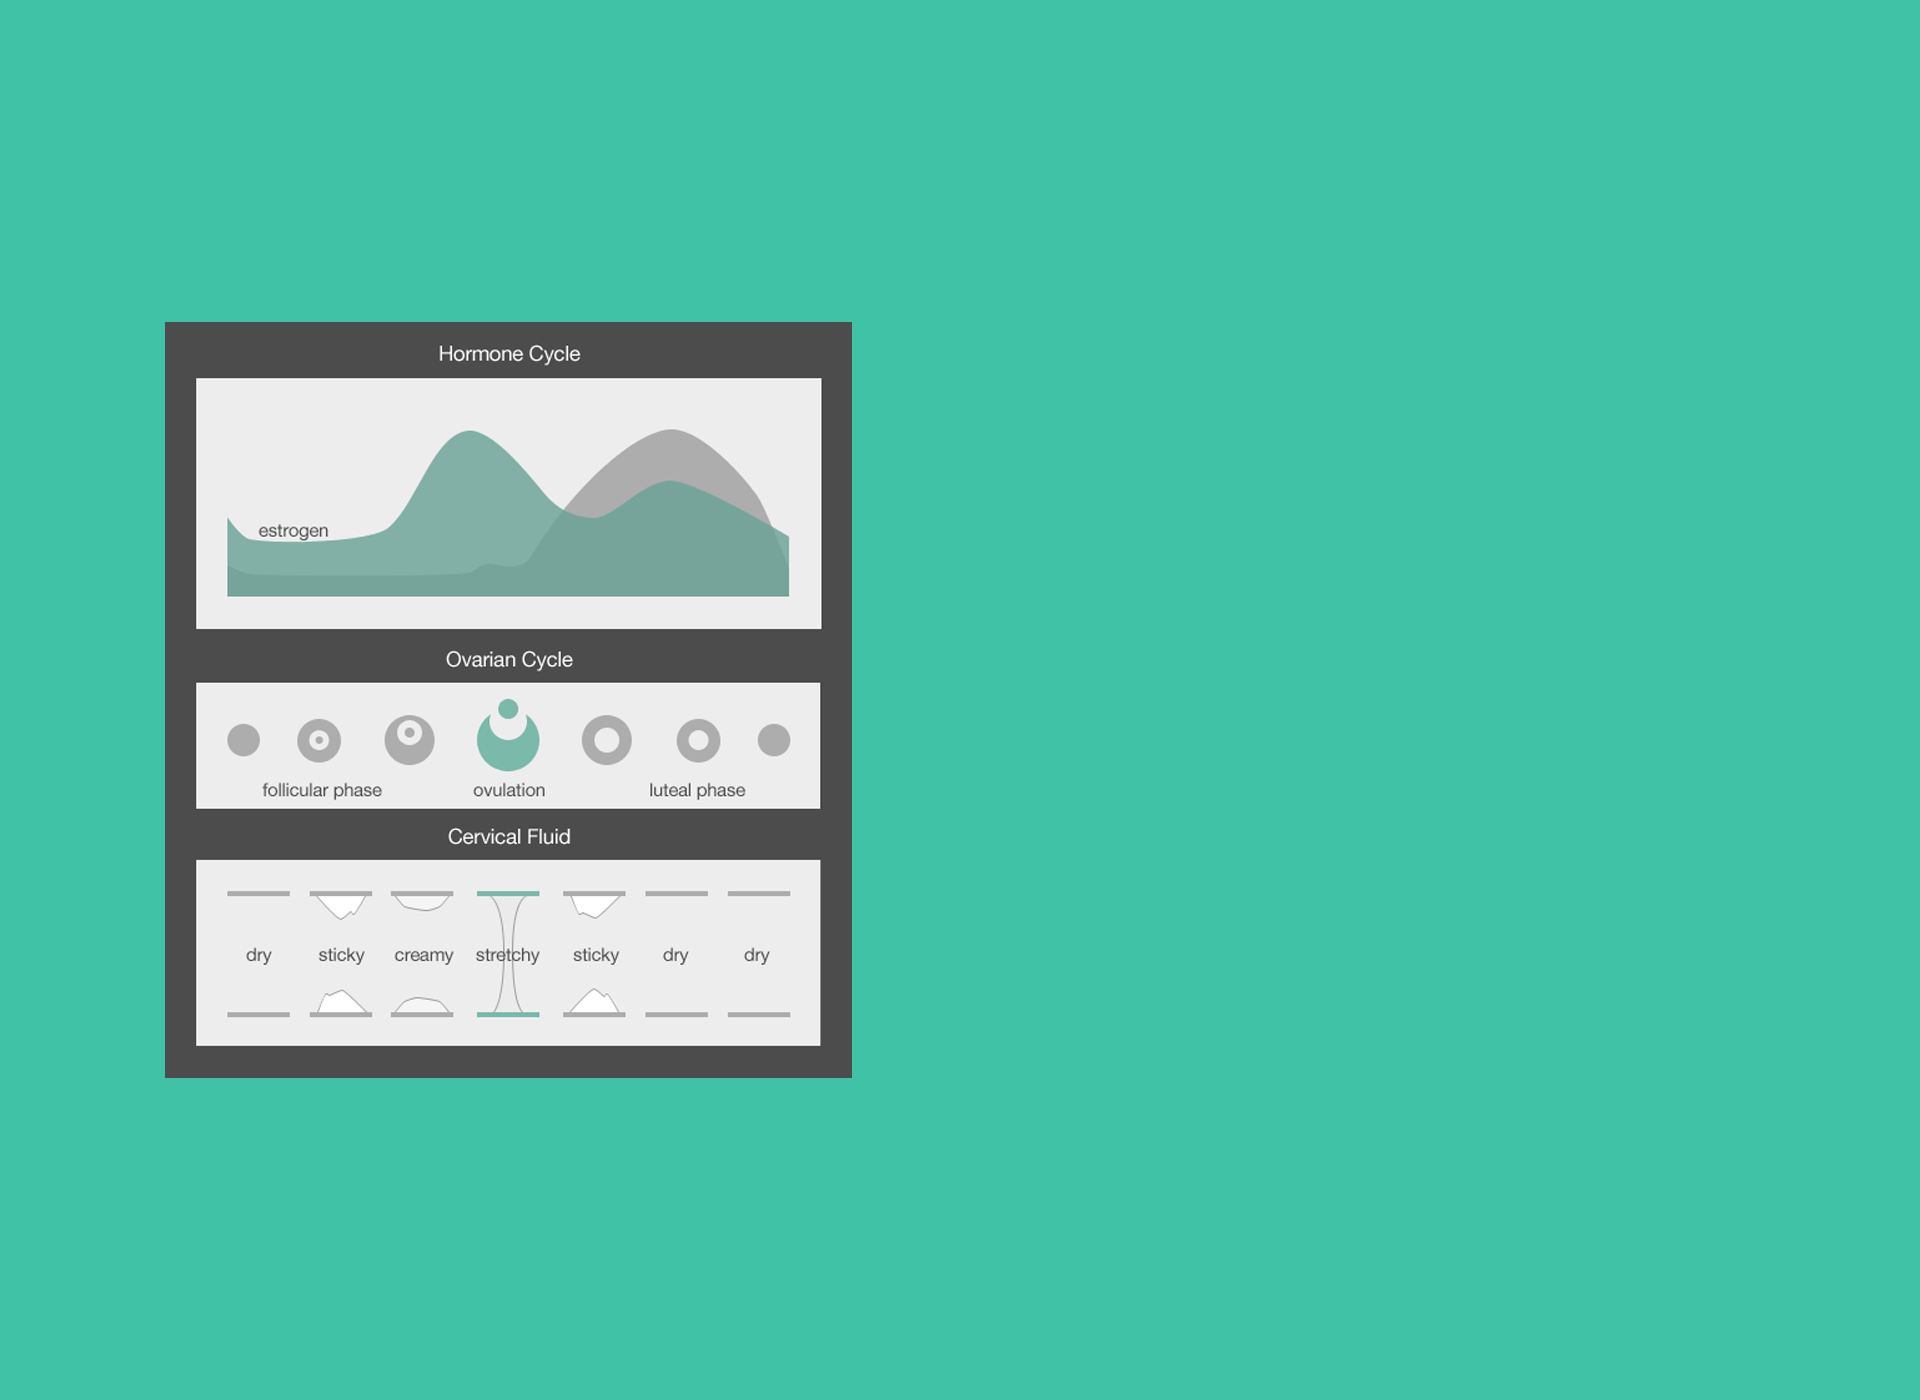 Hormone Cycle
estrogen
Ovarian Cycle
follicular phase ovulation luteal phase
Cervical Fluid
dry sticky creamy stretchy sticky dry dry